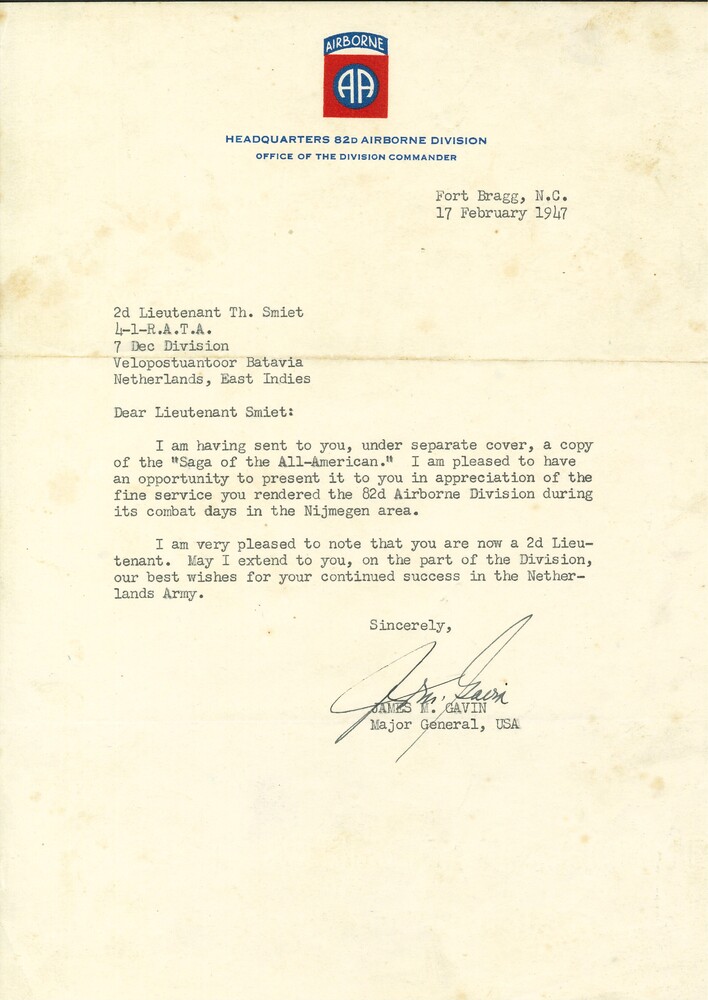 AIRBORNE
AA
HEADQUARTERS 82D AIRBORNE DIVISION
OFFICE OF THE DIVISION COMMANDER
Fort Bragg, N.C.
17 February 1947
2d Lieutenant Th. Smiet
4-1-R.A.T.A.
7 Dec Division
Velopostuantoor Batavia
Netherlands, East Indies
Dear Lieutenant Smiet:
I am having sent to you, under separate cover, a copy
of the "Saga of the All-American." I am pleased to have
an opportunity to present it to you in appreciation of the
fine service you rendered the 82d Airborne Division during
its combat days in the Nijmegen area.
I am very pleased to note that you are now a 2d Lieu-
tenant. May I extend to you, on the part of the Division,
our best wishes for your continued success in the Nether-
lands Army.
Sincerely,
J M. Gavin
JAMES M. GAVIN
Major General, USA